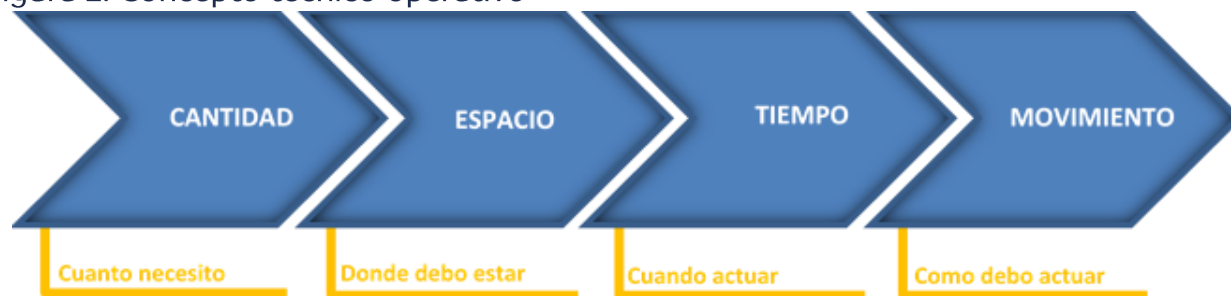 CANTIDAD
ESPACIO
TIEMPO
MOVIMIENTO
Cuanto necesito
Donde debo estar
Cuando actuar
Como debo actuar